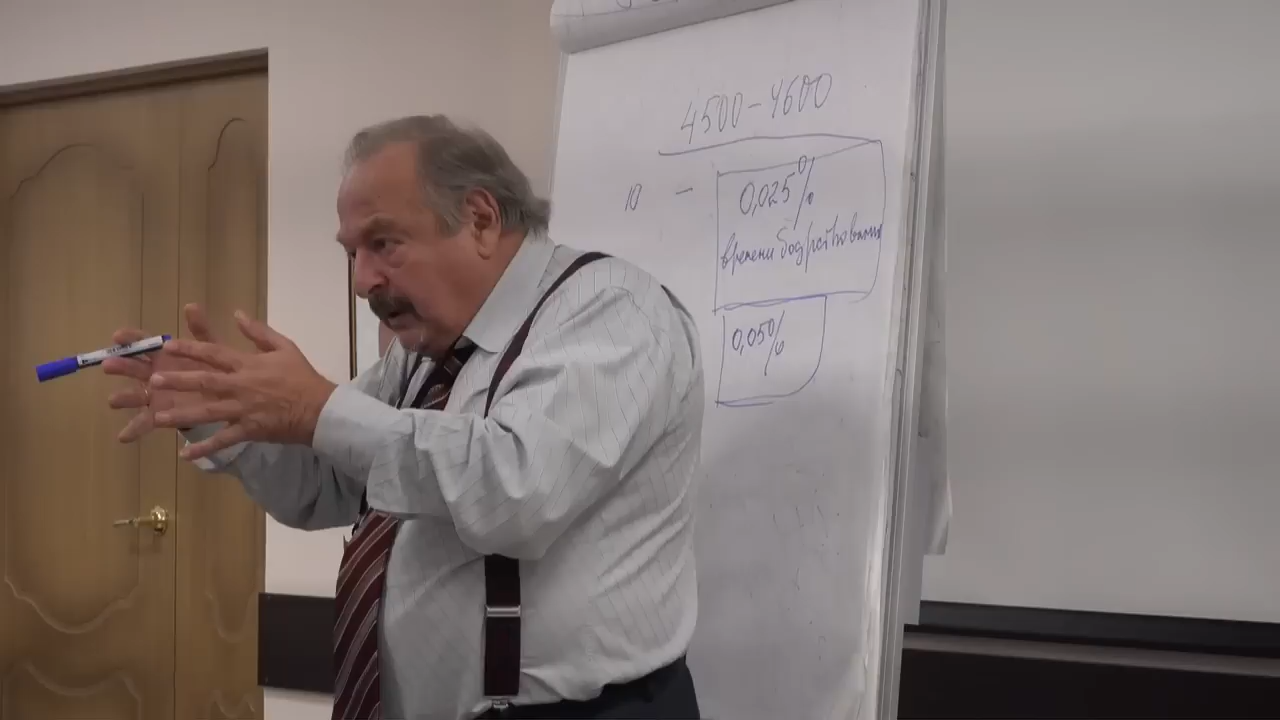 4500 – 4600
10 – 0,025%
времени бодрствования
0,05%